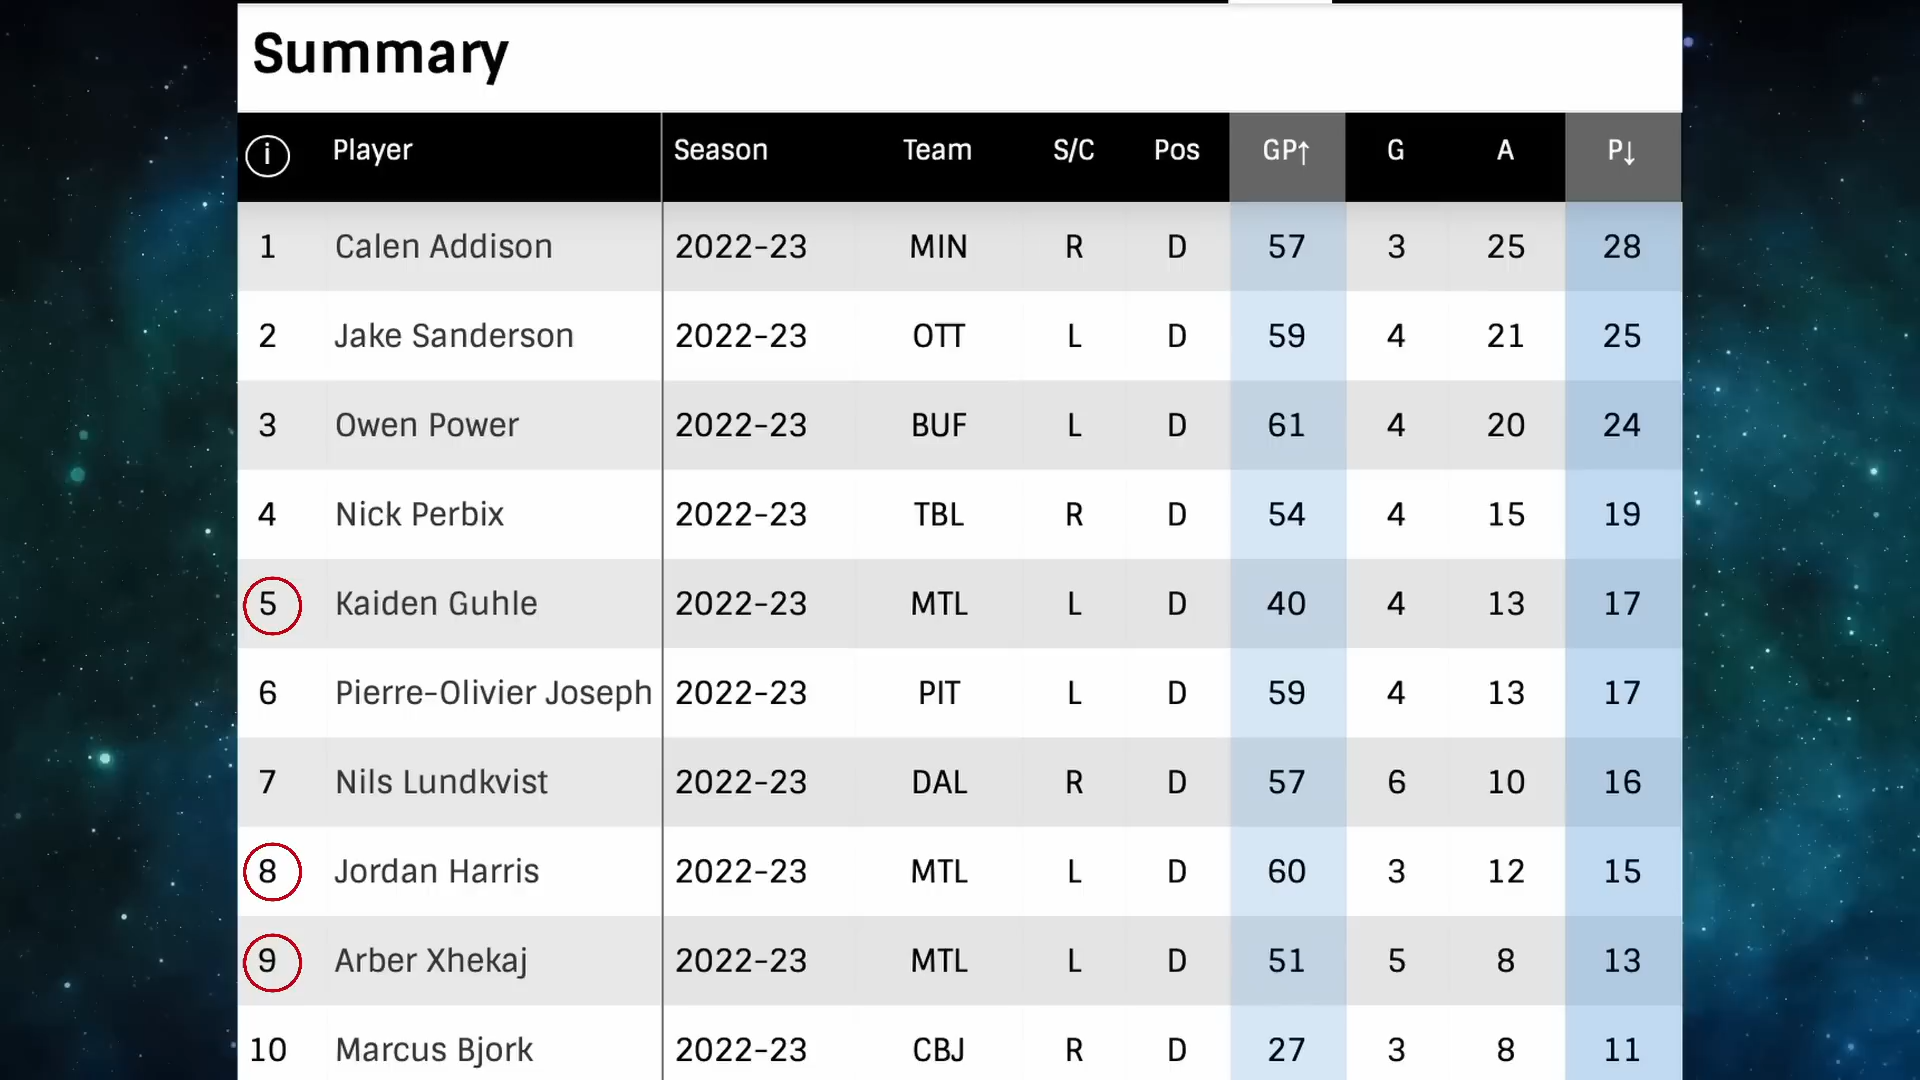 Summary
i Player Season Team S/C Pos GP↑ G A P↓
1 Calen Addison 2022-23 MIN R D 57 3 25 28
2 Jake Sanderson 2022-23 OTT L D 59 4 21 25
3 Owen Power 2022-23 BUF L D 61 4 20 24
4 Nick Perbix 2022-23 TBL R D 54 4 15 19
5 Kaiden Guhle 2022-23 MTL L D 40 4 13 17
6 Pierre-Olivier Joseph 2022-23 PIT L D 59 4 13 17
7 Nils Lundkvist 2022-23 DAL R D 57 6 10 16
8 Jordan Harris 2022-23 MTL L D 60 3 12 15
9 Arber Xhekaj 2022-23 MTL L D 51 5 8 13
10 Marcus Bjork 2022-23 CBJ R D 27 3 8 11